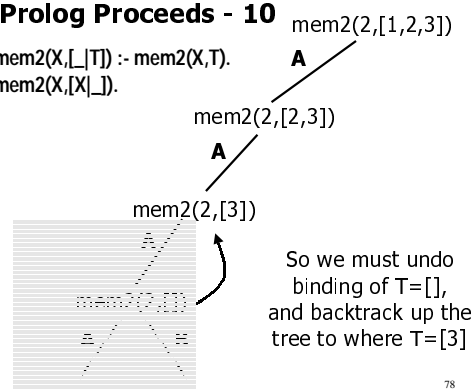 Prolog Proceeds - 10
mem2(X,[_|T]) :- mem2(X,T).
mem2(X,[X|_]).
mem2(2,[1,2,3])
A
mem2(2,[2,3])
A
mem2(2,[3])
A
mem2(2,[])
A
So we must undo
binding of T=[],
and backtrack up the
tree to where T=[3]
78